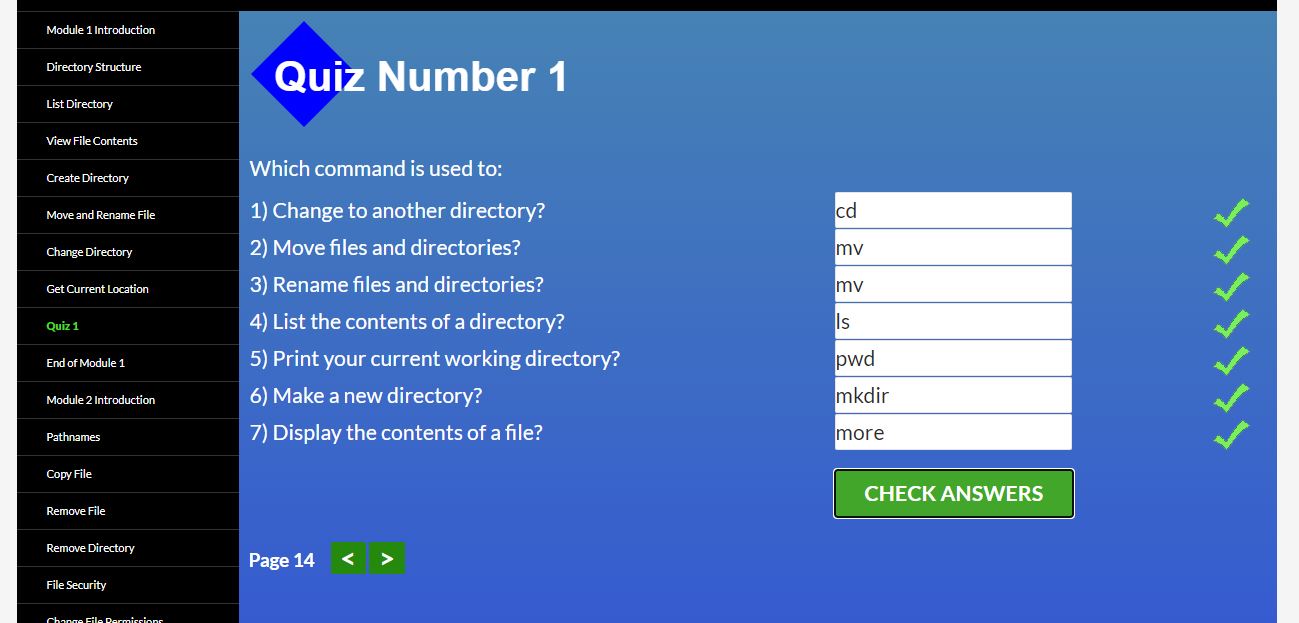 Module 1 Introduction
Directory Structure
List Directory
View File Contents
Create Directory
Move and Rename File
Change Directory
Get Current Location
Quiz 1
End of Module 1
Module 2 Introduction
Pathnames
Copy File
Remove File
Remove Directory
File Security
Change File Permissions
Quiz Number 1
Which command is used to:
1) Change to another directory? cd
2) Move files and directories? mv
3) Rename files and directories? mv
4) List the contents of a directory? ls
5) Print your current working directory? pwd
6) Make a new directory? mkdir
7) Display the contents of a file? more
CHECK ANSWERS
Page 14 < >